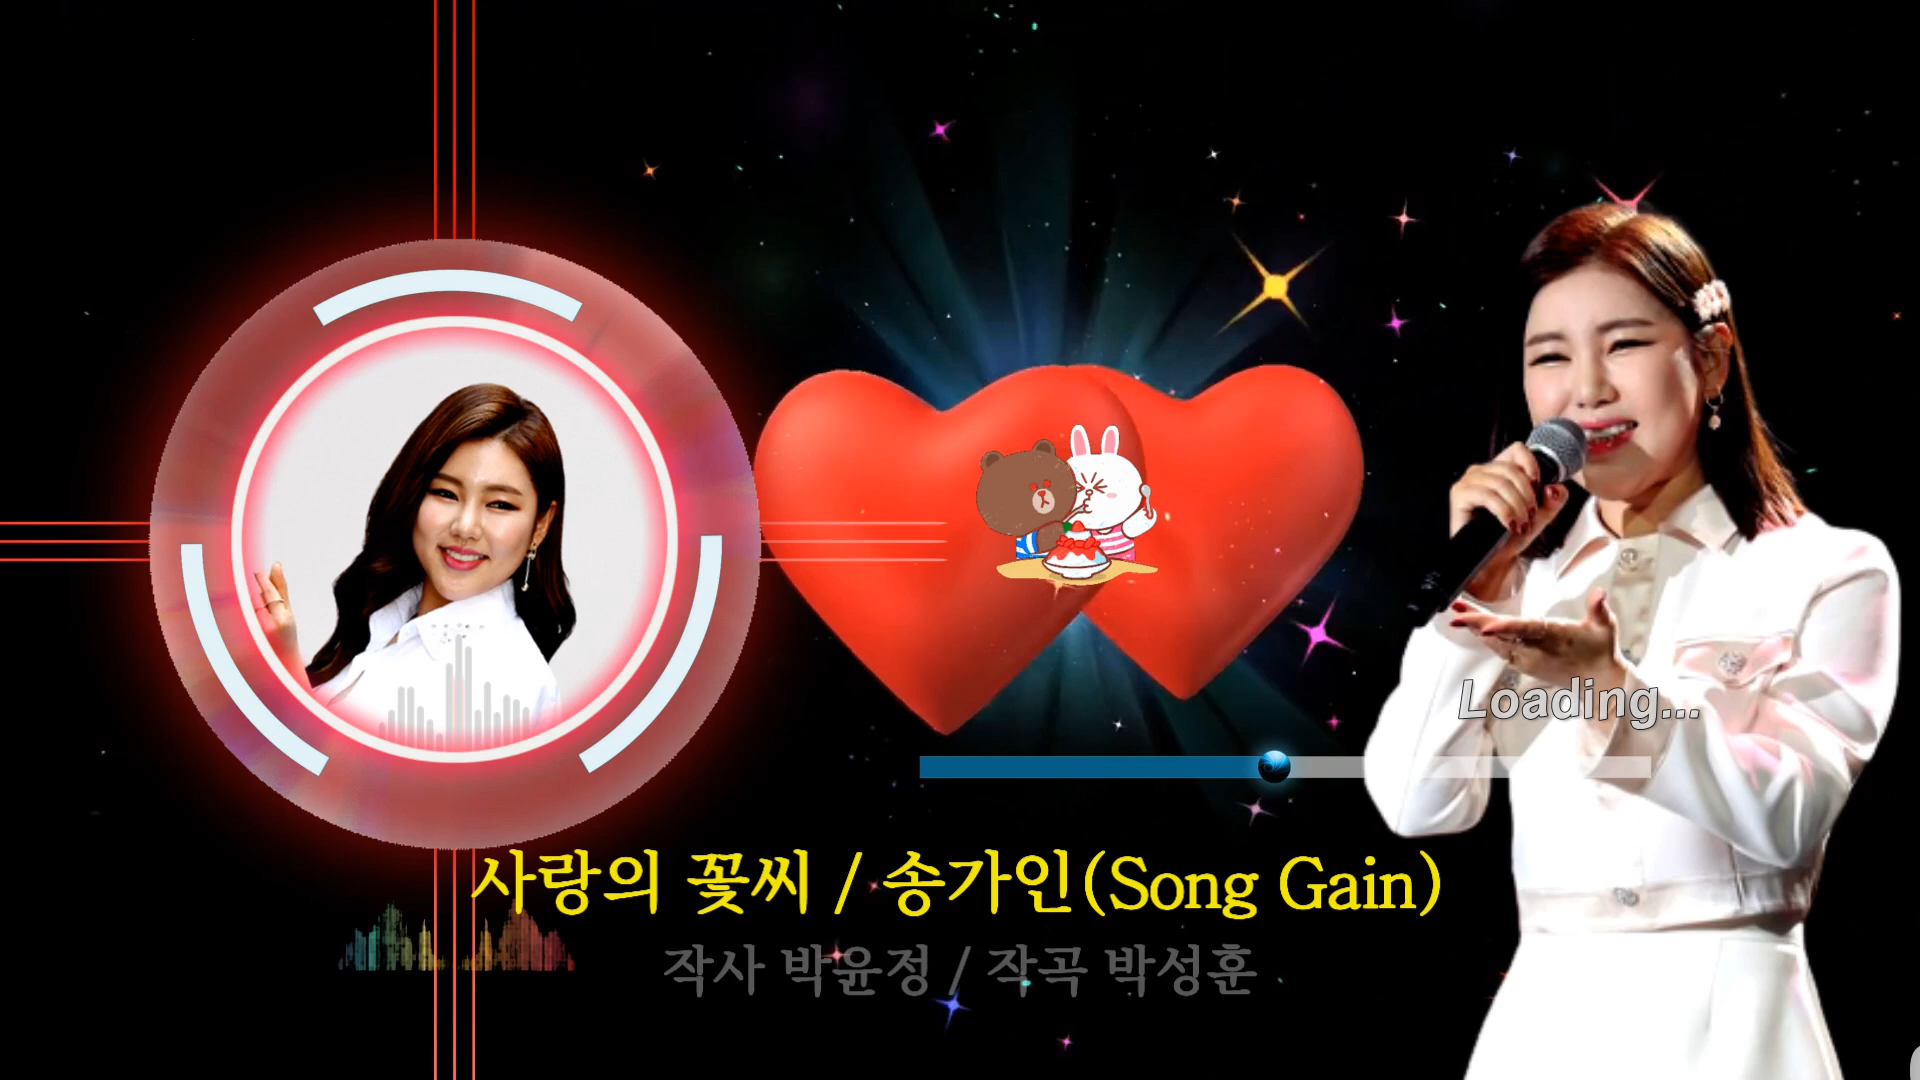 Loading...
사랑의 꽃씨 / 송가인(Song Gain)
작사 박윤정 / 작곡 박성훈